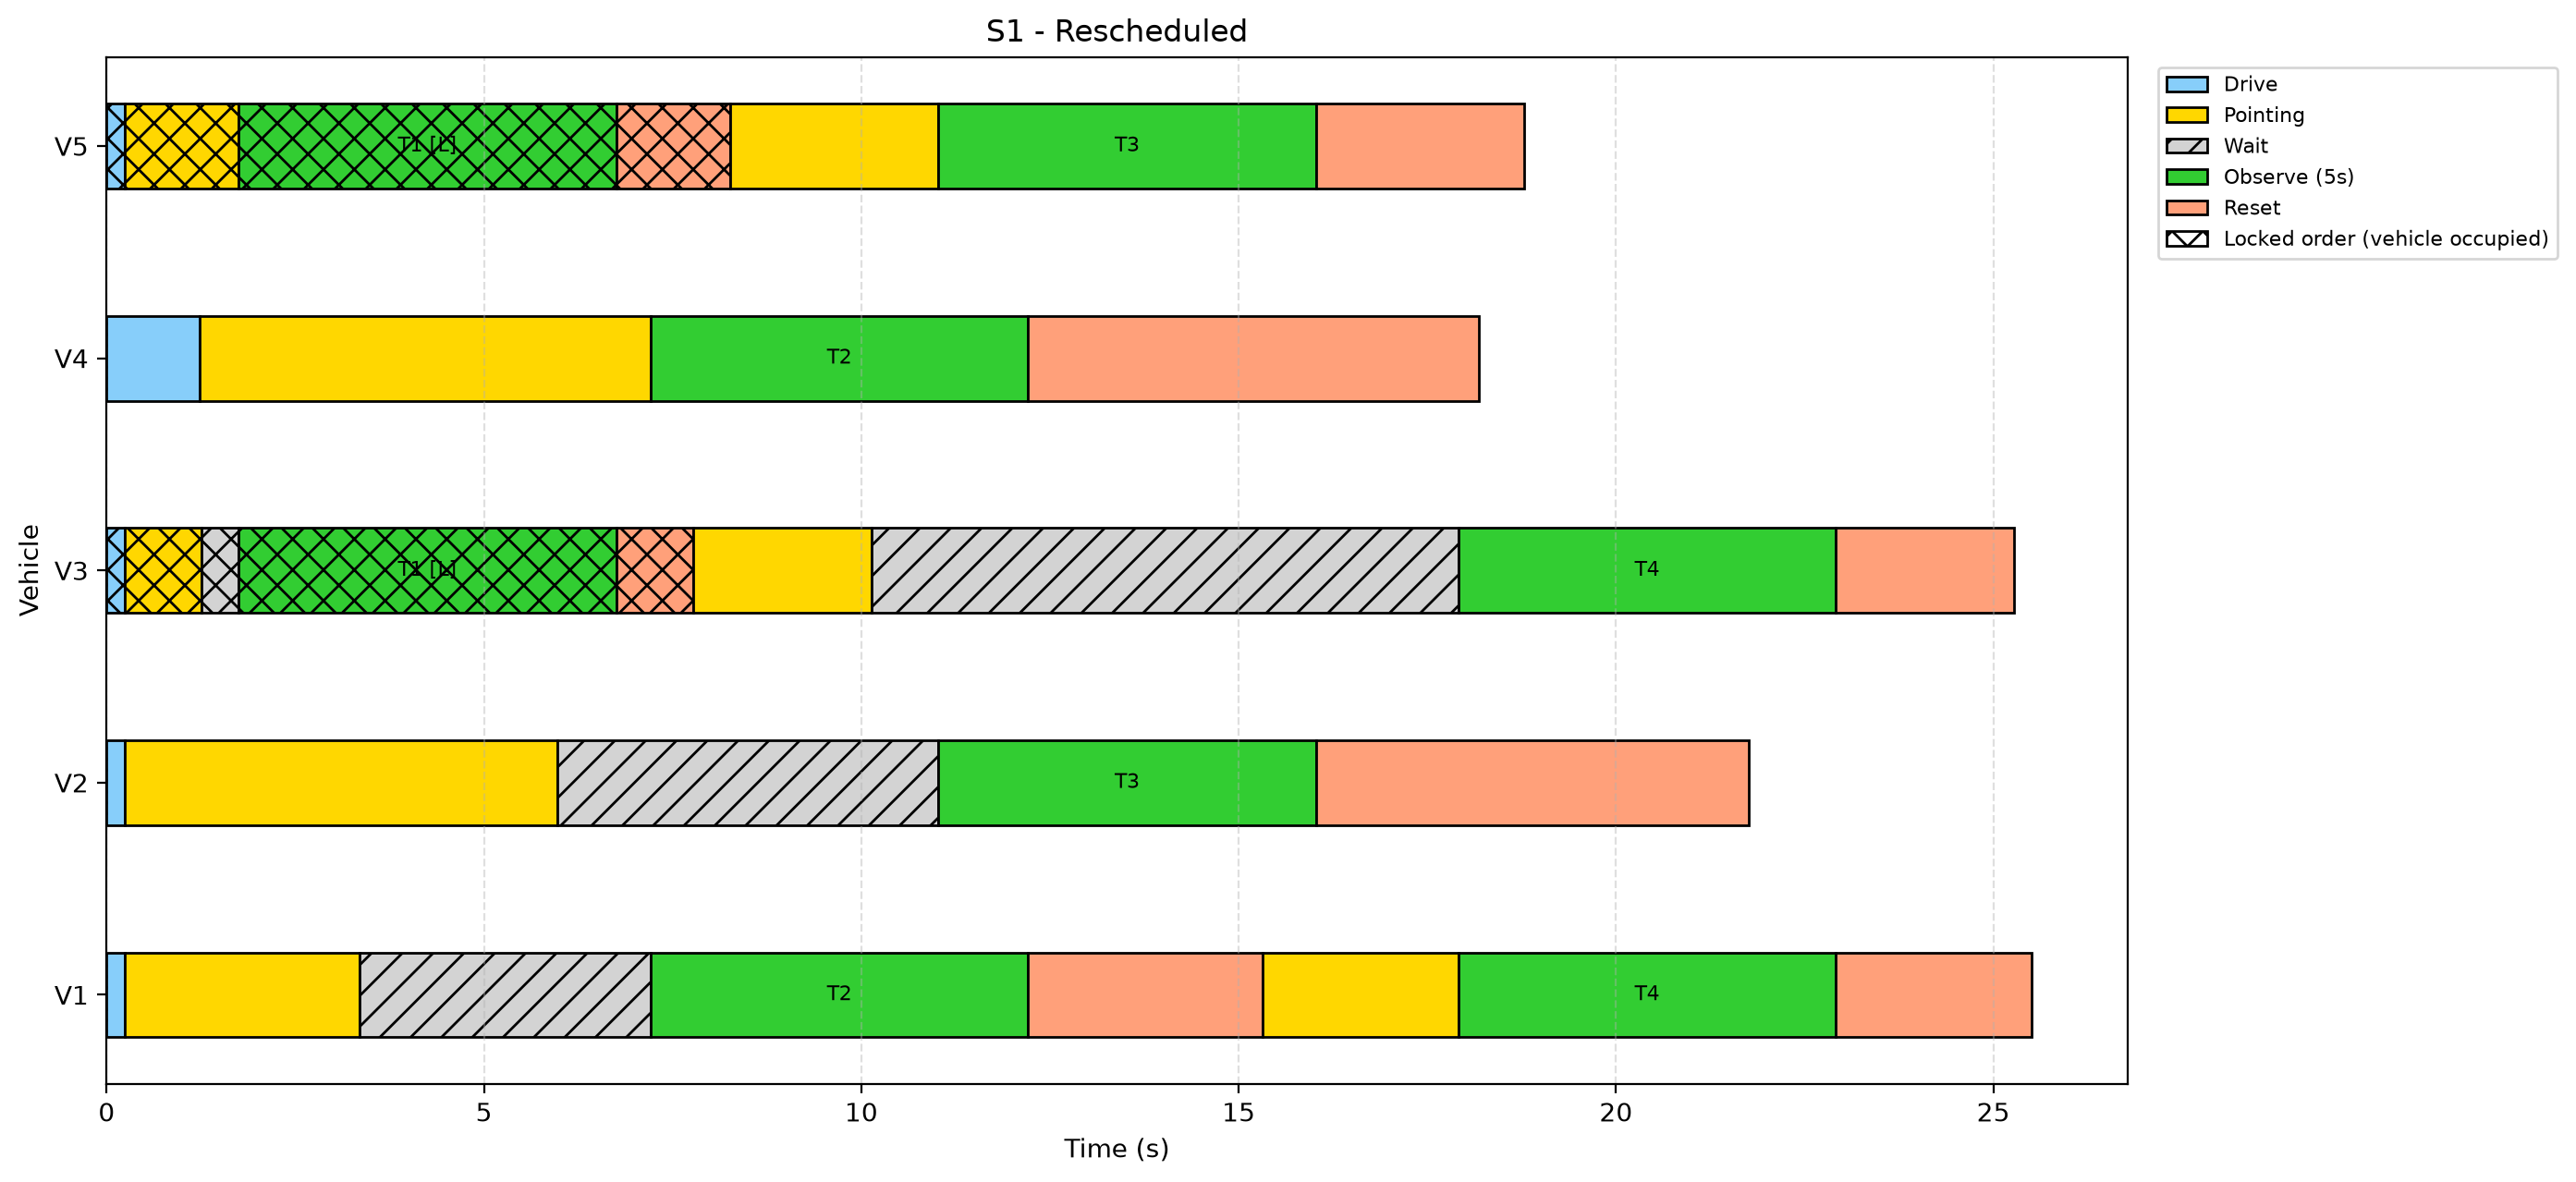 S1 - Rescheduled
Drive
Pointing
Wait
Observe (5s)
Reset
Locked order (vehicle occupied)
V5
T1 [L]
T3
V4
T2
V3
T1 [L]
T4
V2
T3
V1
T2
T4
Vehicle
0 5 10 15 20 25
Time (s)